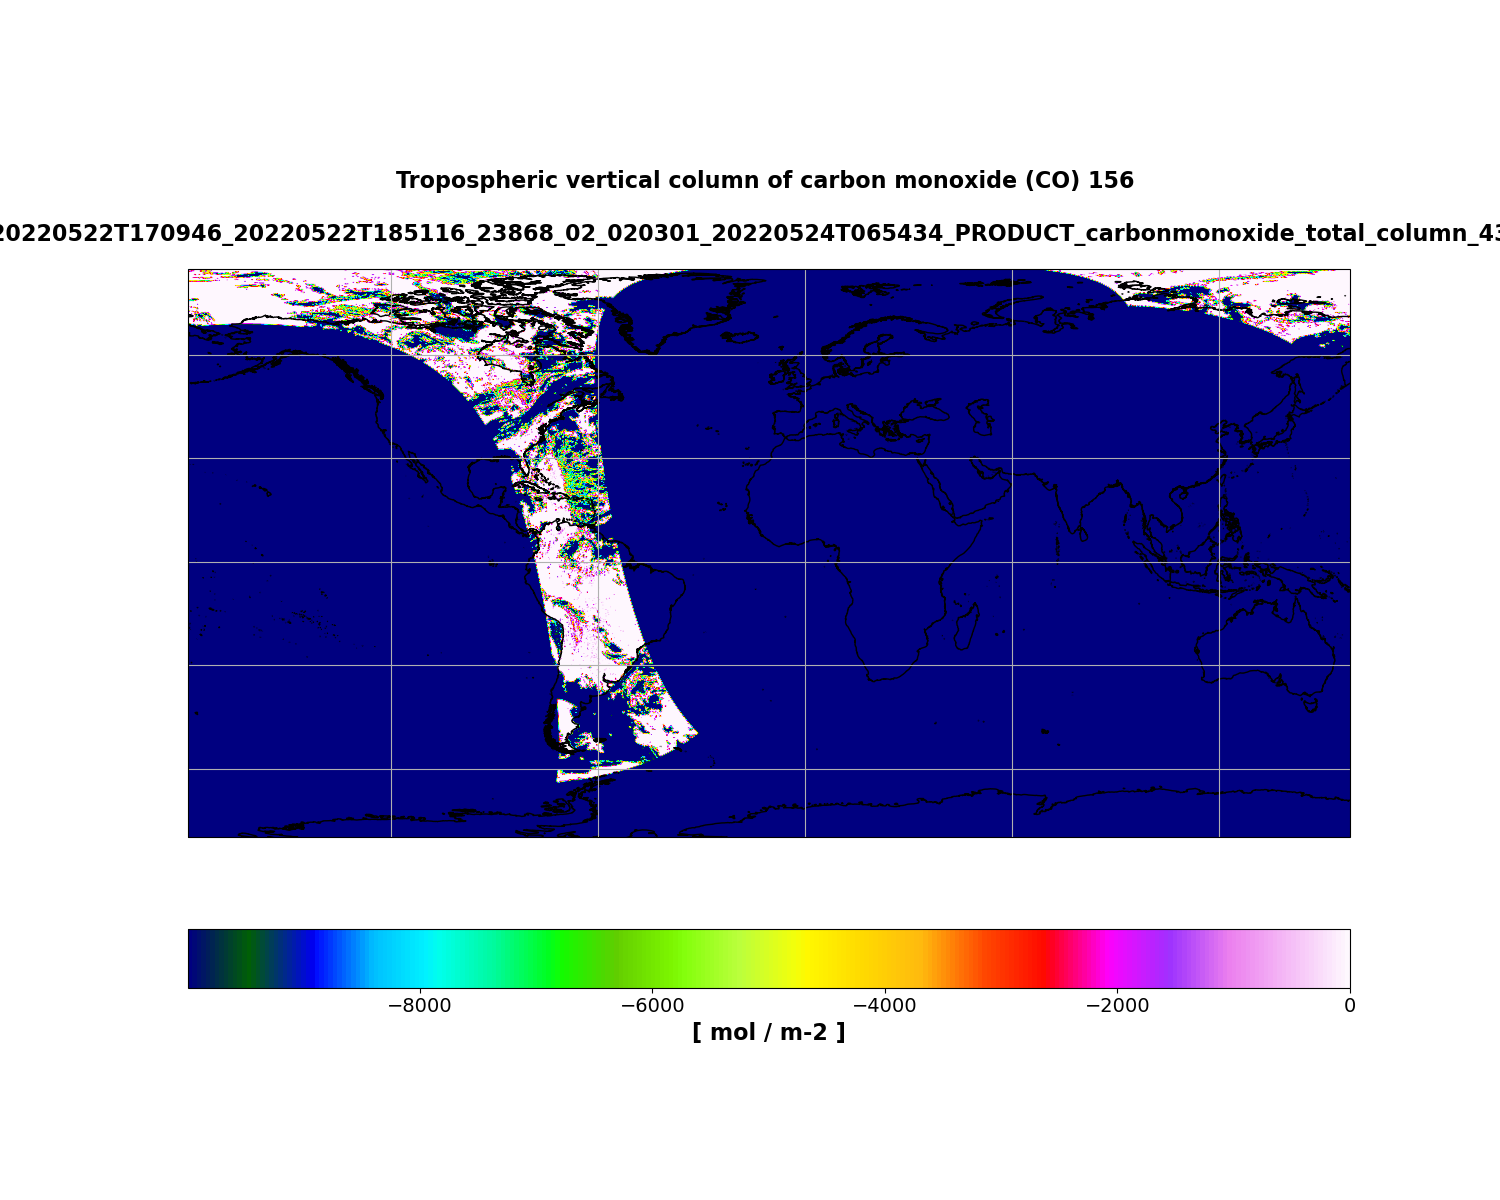 Tropospheric vertical column of carbon monoxide (CO) 156
20220522T170946_20220522T185116_23868_02_020301_20220524T065434_PRODUCT_carbonmonoxide_total_column_43
−8000 −6000 −4000 −2000 0
[ mol / m-2 ]